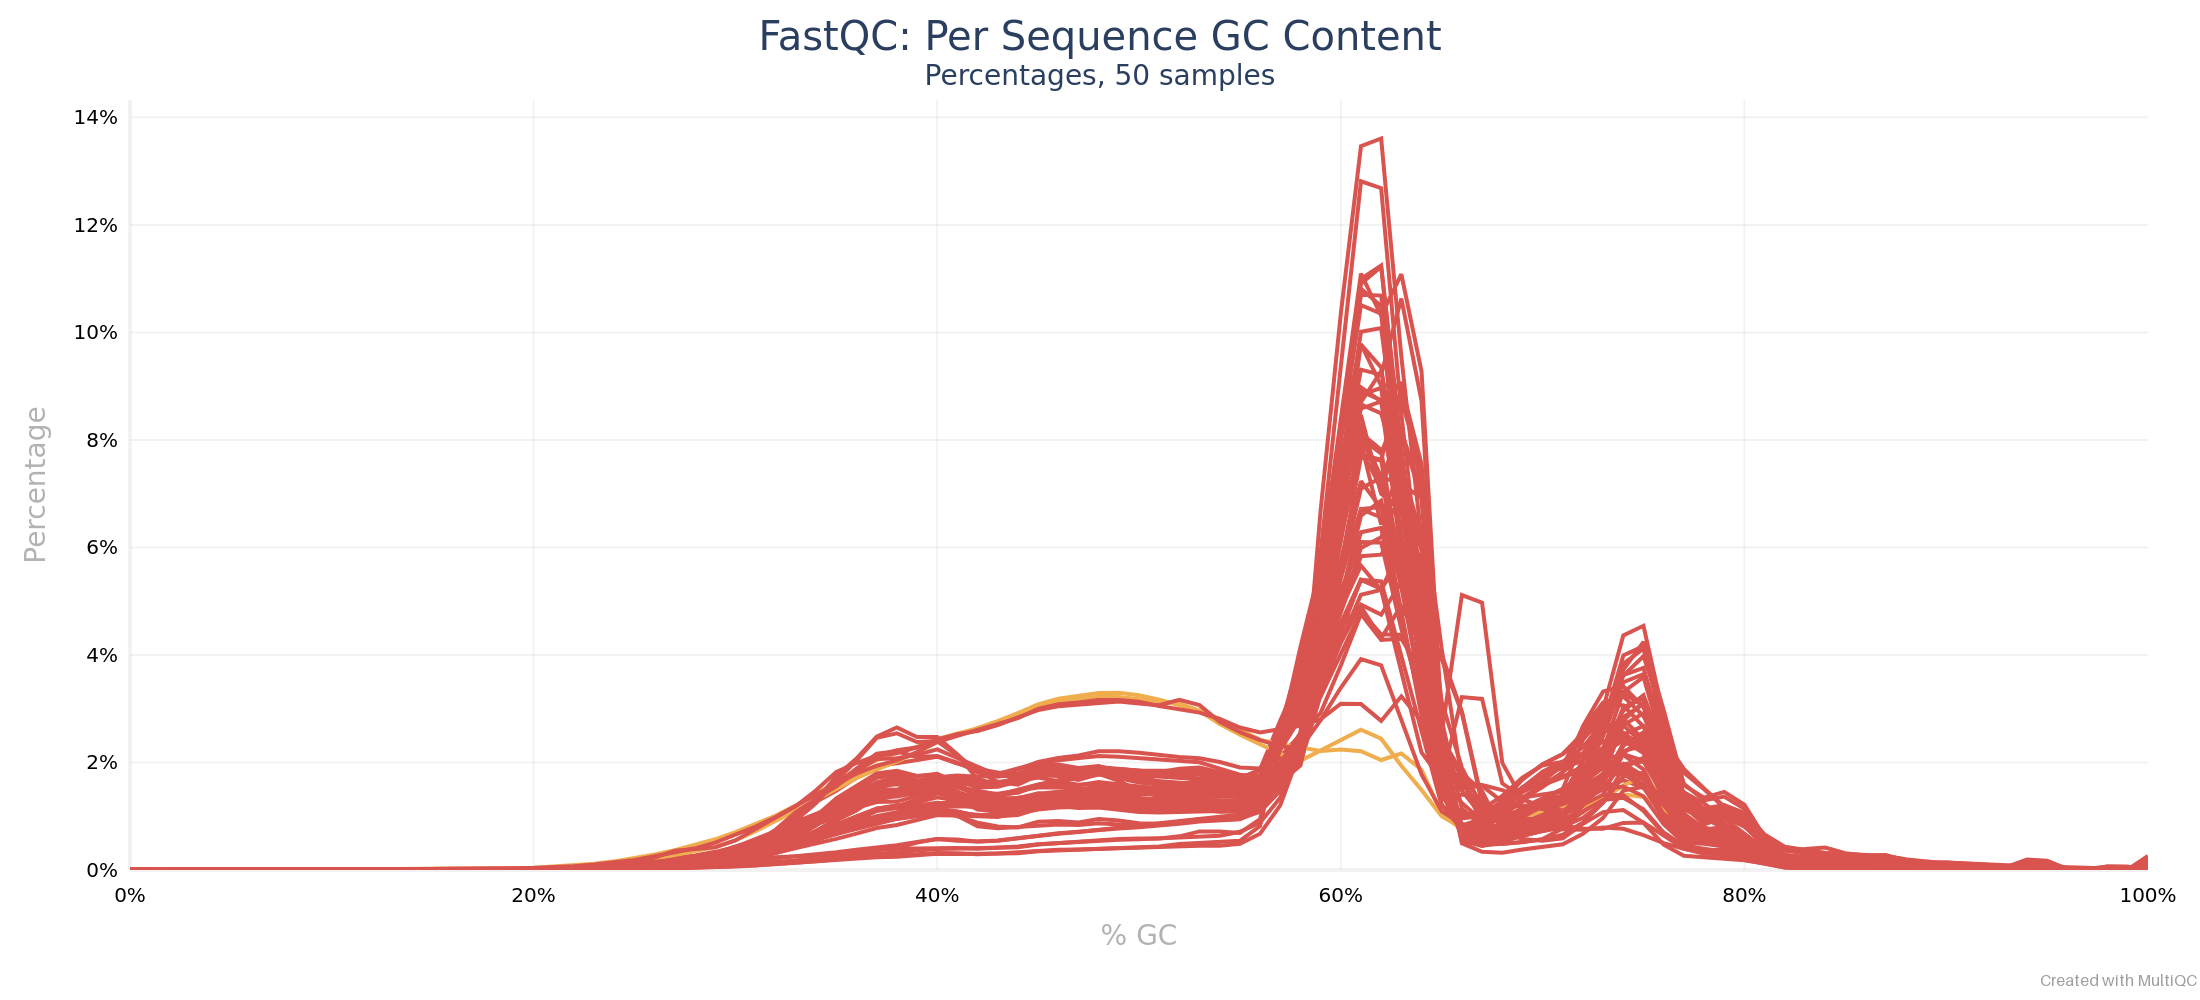 FastQC: Per Sequence GC Content
Percentages, 50 samples
14%
12%
10%
8%
6%
4%
2%
0%
Percentage
0%
20%
40%
60%
80%
100%
% GC
Created with MultiQC